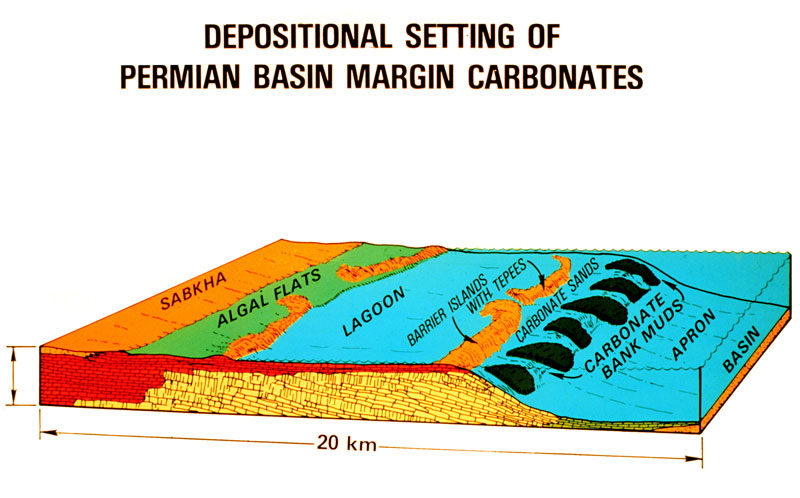 DEPOSITIONAL SETTING OF
PERMIAN BASIN MARGIN CARBONATES
SABKHA
ALGAL FLATS
LAGOON
BARRIER ISLANDS
WITH TEPEES
CARBONATE SANDS
CARBONATE
BANK MUDS
APRON
BASIN
20 km